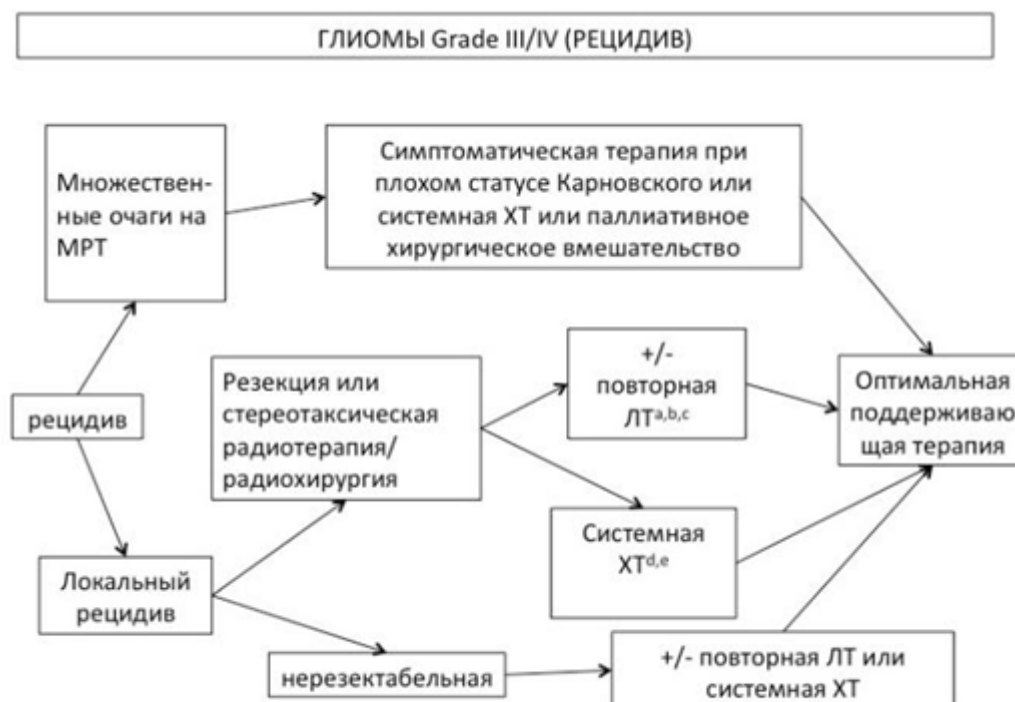 ГЛИОМЫ Grade III/IV (РЕЦИДИВ)
Множествен-
ные очаги на
МРТ
Симптоматическая терапия при
плохом статусе Карновского или
системная ХТ или паллиативное
хирургическое вмешательство
рецидив
Резекция или
стереотаксическая
радиотерапия/
радиохирургия
+/-
повторная
ЛТa,b,c
Оптимальная
поддерживаю
щая терапия
Системная
ХТd,e
Локальный
рецидив
нерезектабельная
+/- повторная ЛТ или
системная ХТ